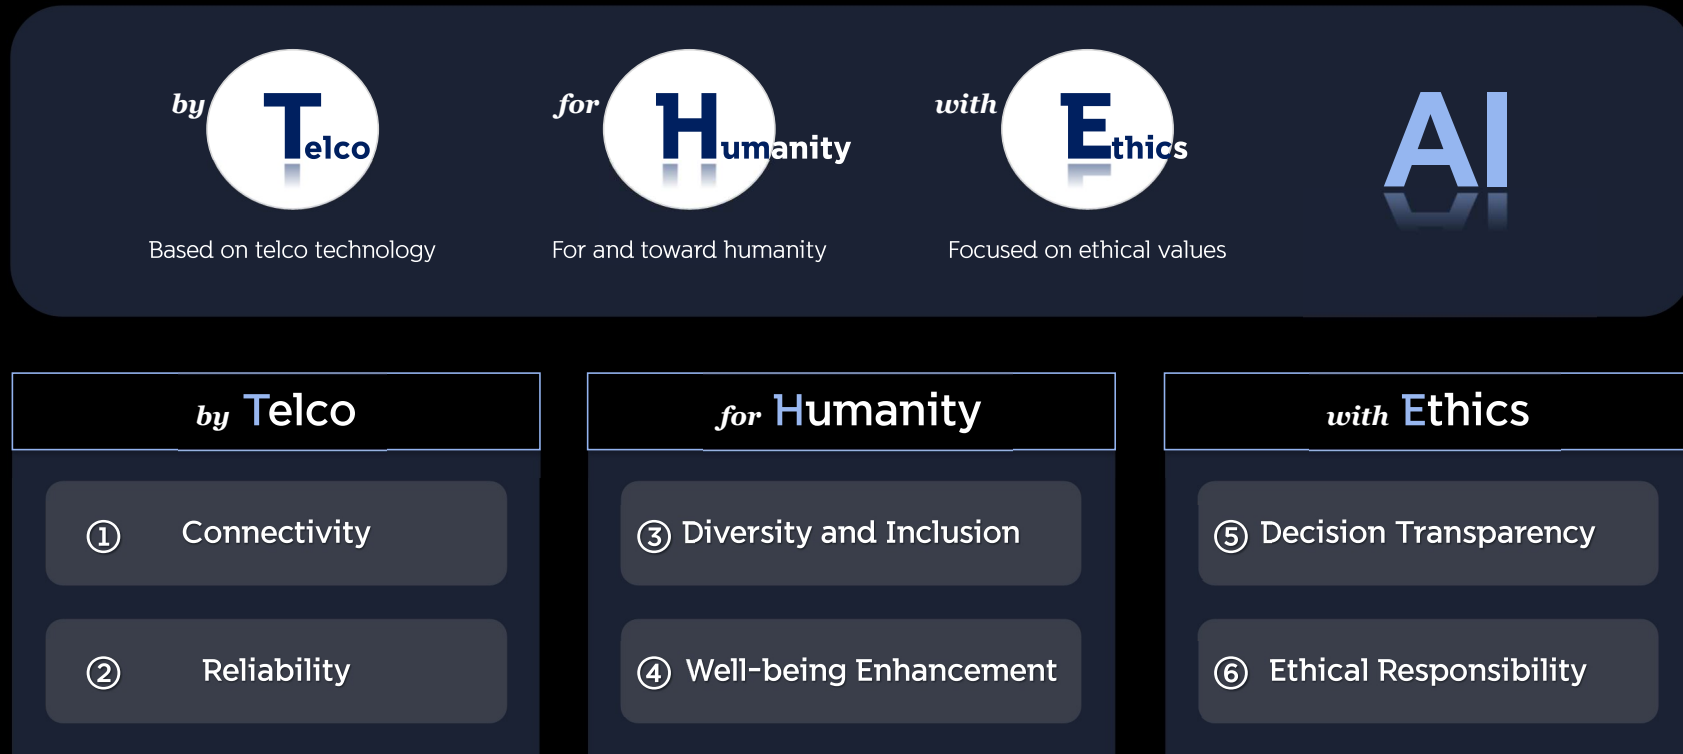 by Telco
for Humanity
with Ethics
AI
Based on telco technology
For and toward humanity
Focused on ethical values
by Telco
① Connectivity
② Reliability
for Humanity
③ Diversity and Inclusion
④ Well-being Enhancement
with Ethics
⑤ Decision Transparency
⑥ Ethical Responsibility